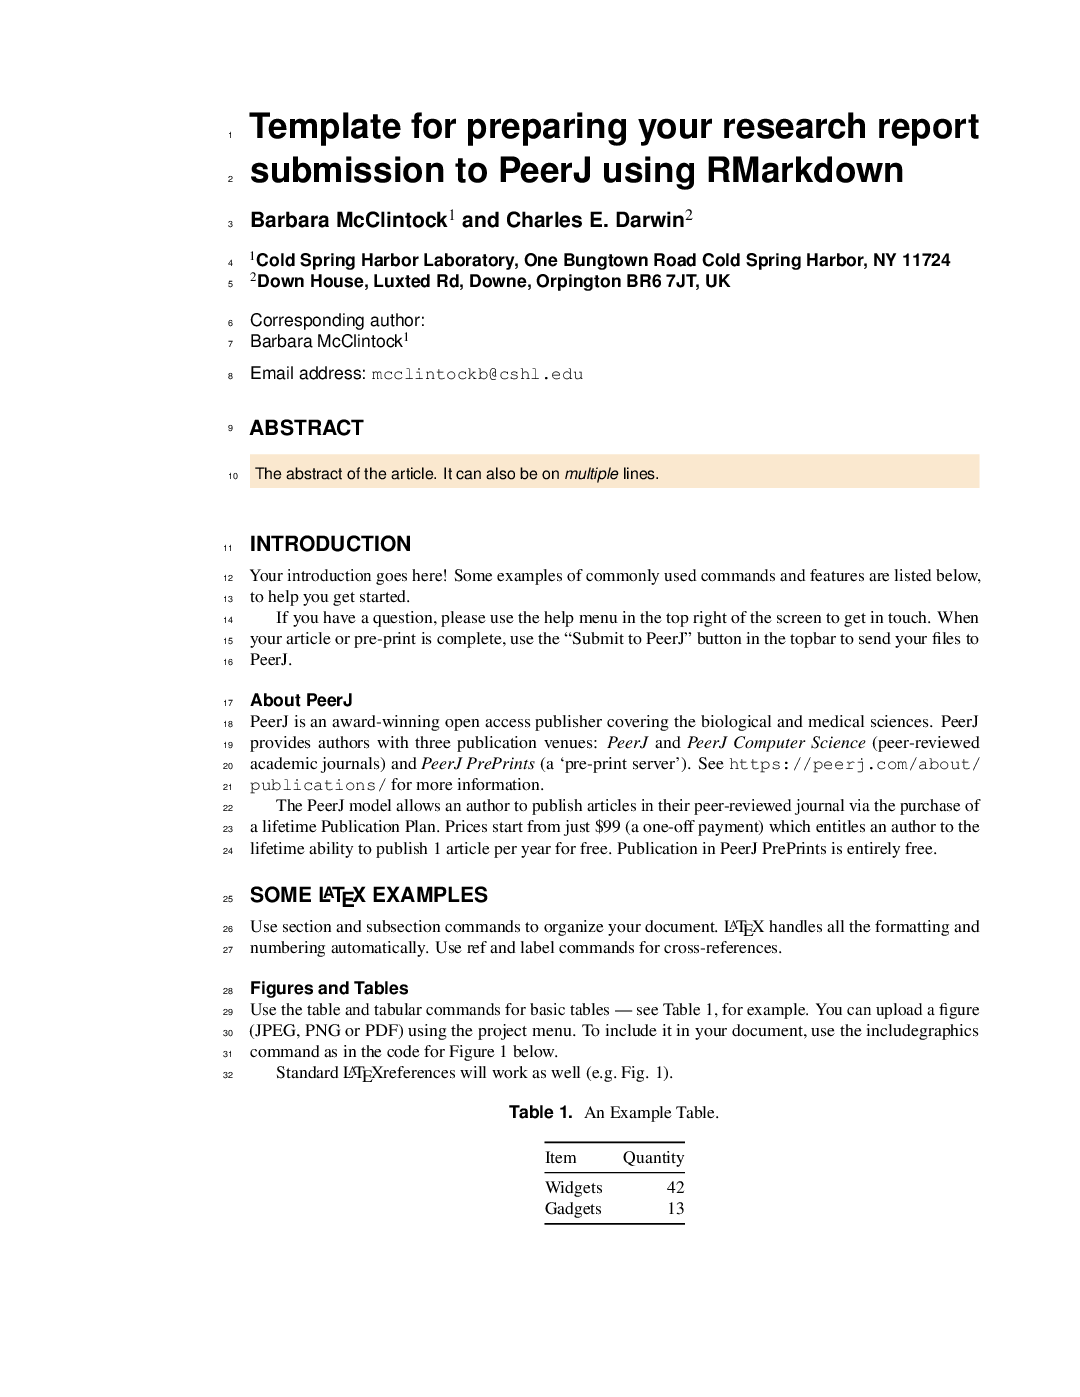 1 Template for preparing your research report
2 submission to PeerJ using RMarkdown
3 Barbara McClintock¹ and Charles E. Darwin²
4 ¹Cold Spring Harbor Laboratory, One Bungtown Road Cold Spring Harbor, NY 11724
5 ²Down House, Luxted Rd, Downe, Orpington BR6 7JT, UK
6 Corresponding author:
7 Barbara McClintock¹
8 Email address: mcclintockb@cshl.edu
9 ABSTRACT
10 The abstract of the article. It can also be on multiple lines.
11 INTRODUCTION
12 Your introduction goes here! Some examples of commonly used commands and features are listed below,
13 to help you get started.
14 If you have a question, please use the help menu in the top right of the screen to get in touch. When
15 your article or pre-print is complete, use the “Submit to PeerJ” button in the topbar to send your files to
16 PeerJ.
17 About PeerJ
18 PeerJ is an award-winning open access publisher covering the biological and medical sciences. PeerJ
19 provides authors with three publication venues: PeerJ and PeerJ Computer Science (peer-reviewed
20 academic journals) and PeerJ PrePrints (a ‘pre-print server’). See https://peerj.com/about/
21 publications/ for more information.
22 The PeerJ model allows an author to publish articles in their peer-reviewed journal via the purchase of
23 a lifetime Publication Plan. Prices start from just $99 (a one-off payment) which entitles an author to the
24 lifetime ability to publish 1 article per year for free. Publication in PeerJ PrePrints is entirely free.
25 SOME LATEX EXAMPLES
26 Use section and subsection commands to organize your document. LATEX handles all the formatting and
27 numbering automatically. Use ref and label commands for cross-references.
28 Figures and Tables
29 Use the table and tabular commands for basic tables — see Table 1, for example. You can upload a figure
30 (JPEG, PNG or PDF) using the project menu. To include it in your document, use the includegraphics
31 command as in the code for Figure 1 below.
32 Standard LATEXreferences will work as well (e.g. Fig. 1).
Table 1. An Example Table.
Item Quantity
Widgets 42
Gadgets 13